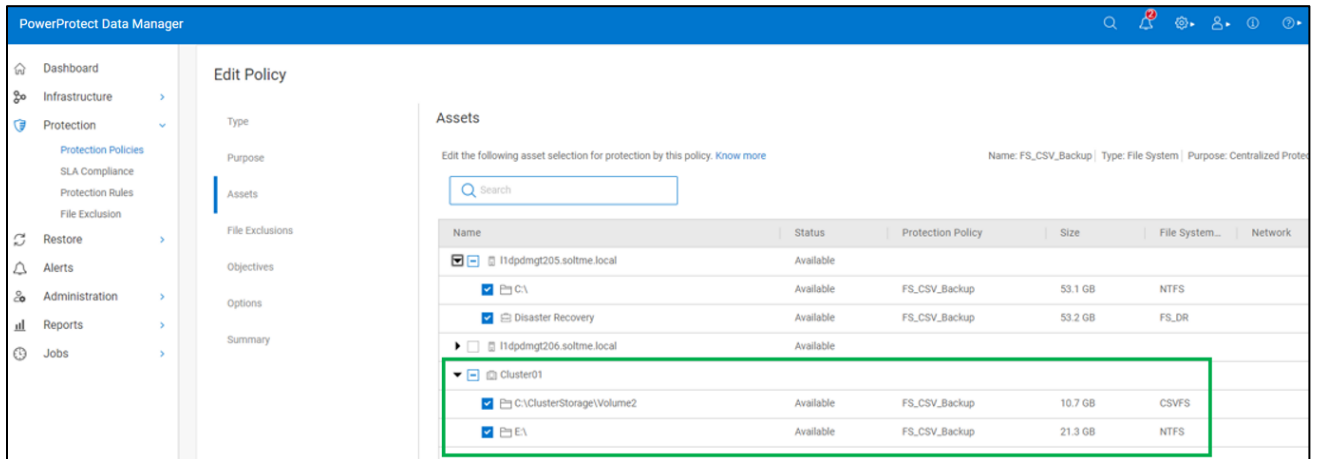 PowerProtect Data Manager
2
Dashboard
Infrastructure
Protection
Protection Policies
SLA Compliance
Protection Rules
File Exclusion
Restore
Alerts
Administration
Reports
Jobs
Edit Policy
Type
Purpose
Assets
File Exclusions
Objectives
Options
Summary
Assets
Edit the following asset selection for protection by this policy. Know more
Name: FS_CSV_Backup Type: File System Purpose: Centralized Protec
Search
Name Status Protection Policy Size File System... Network
l1dpdmgt205.soltme.local Available
C:\ Available FS_CSV_Backup 53.1 GB NTFS
Disaster Recovery Available FS_CSV_Backup 53.2 GB FS_DR
l1dpdmgt206.soltme.local Available
Cluster01
C:\ClusterStorage\Volume2 Available FS_CSV_Backup 10.7 GB CSVFS
E:\ Available FS_CSV_Backup 21.3 GB NTFS